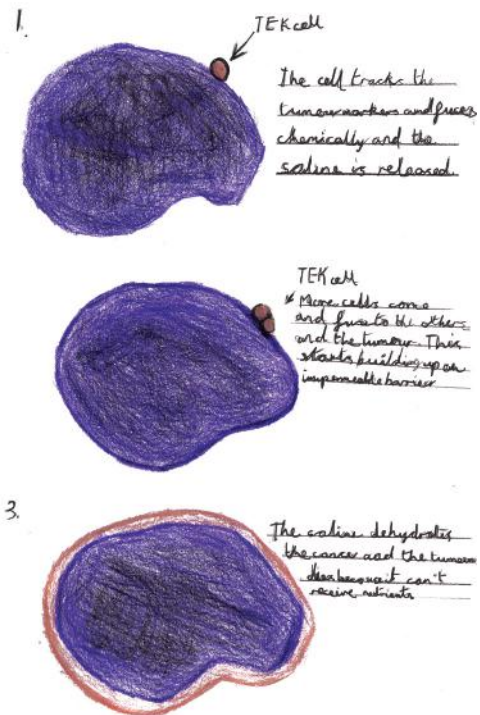 1.
TEK cell
The cell tracks the
tumour markers and fuces
chemically and the
saline is released.
TEK cell
More cells come
and fuse to the others
and the tumour. This
starts building up an
impermeable barrier
3.
The saline dehydrates
the cancer and the tumour
dies because it can't
receive nutrients